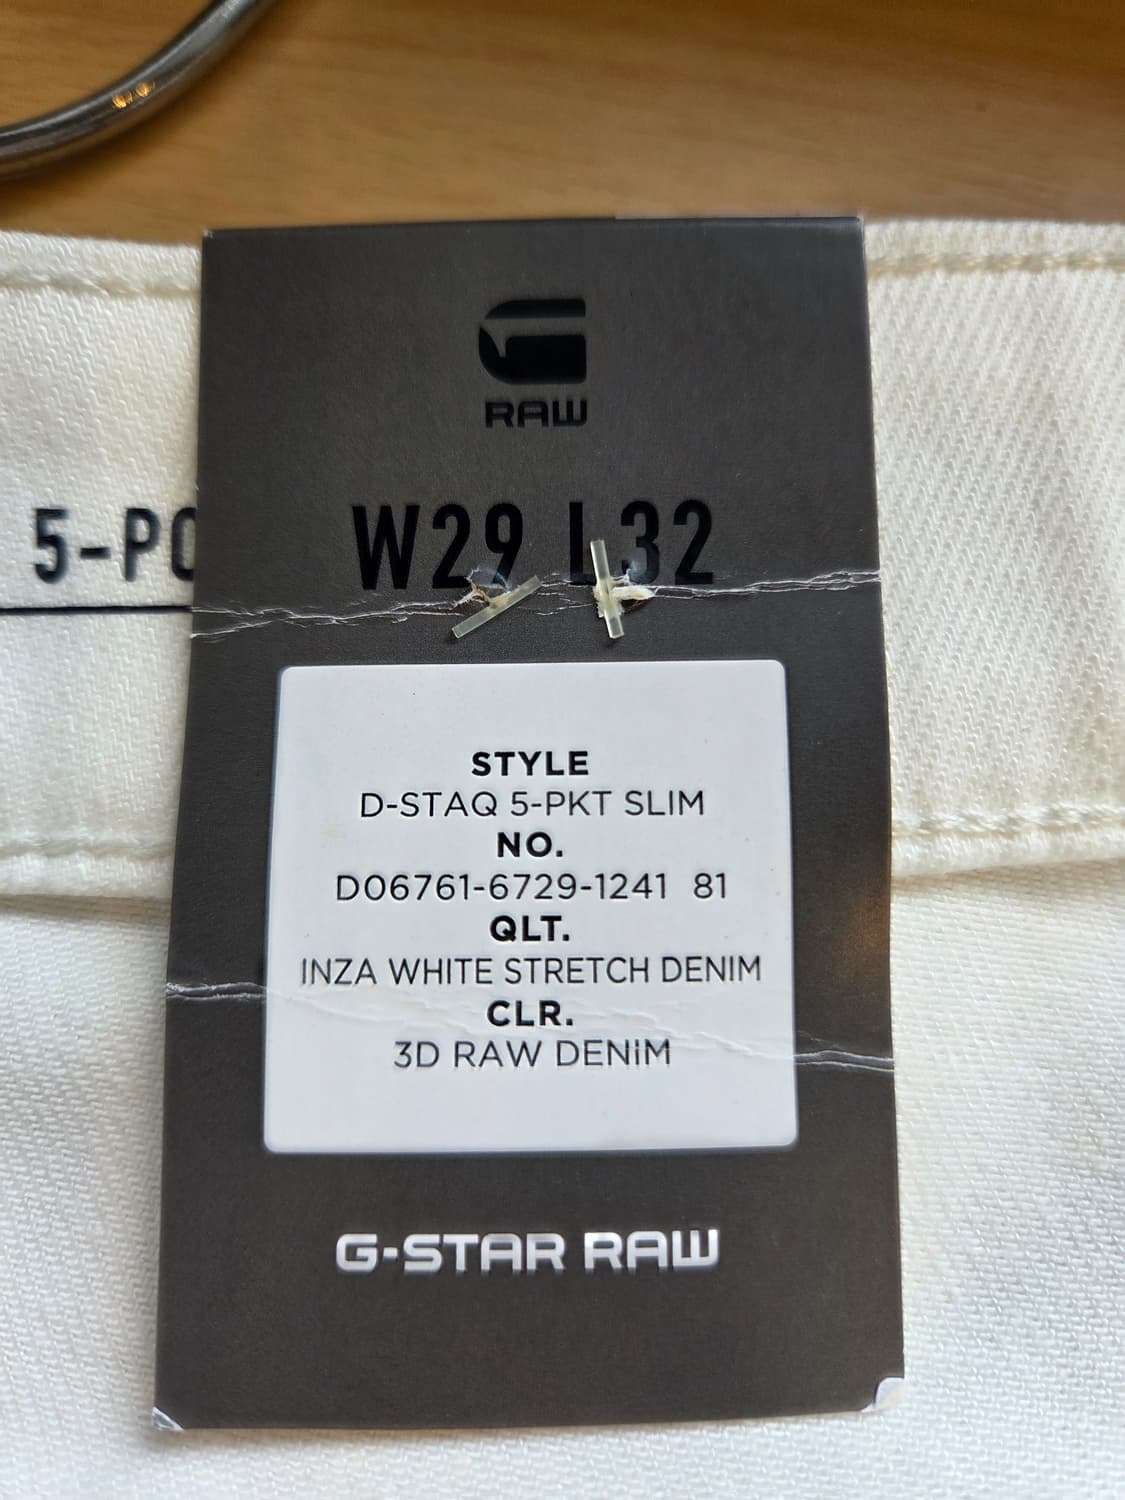 RAW
W29 L32
5-PO
STYLE
D-STAQ 5-PKT SLIM
NO.
D06761-6729-1241 81
QLT.
INZA WHITE STRETCH DENIM
CLR.
3D RAW DENIM
G-STAR RAW